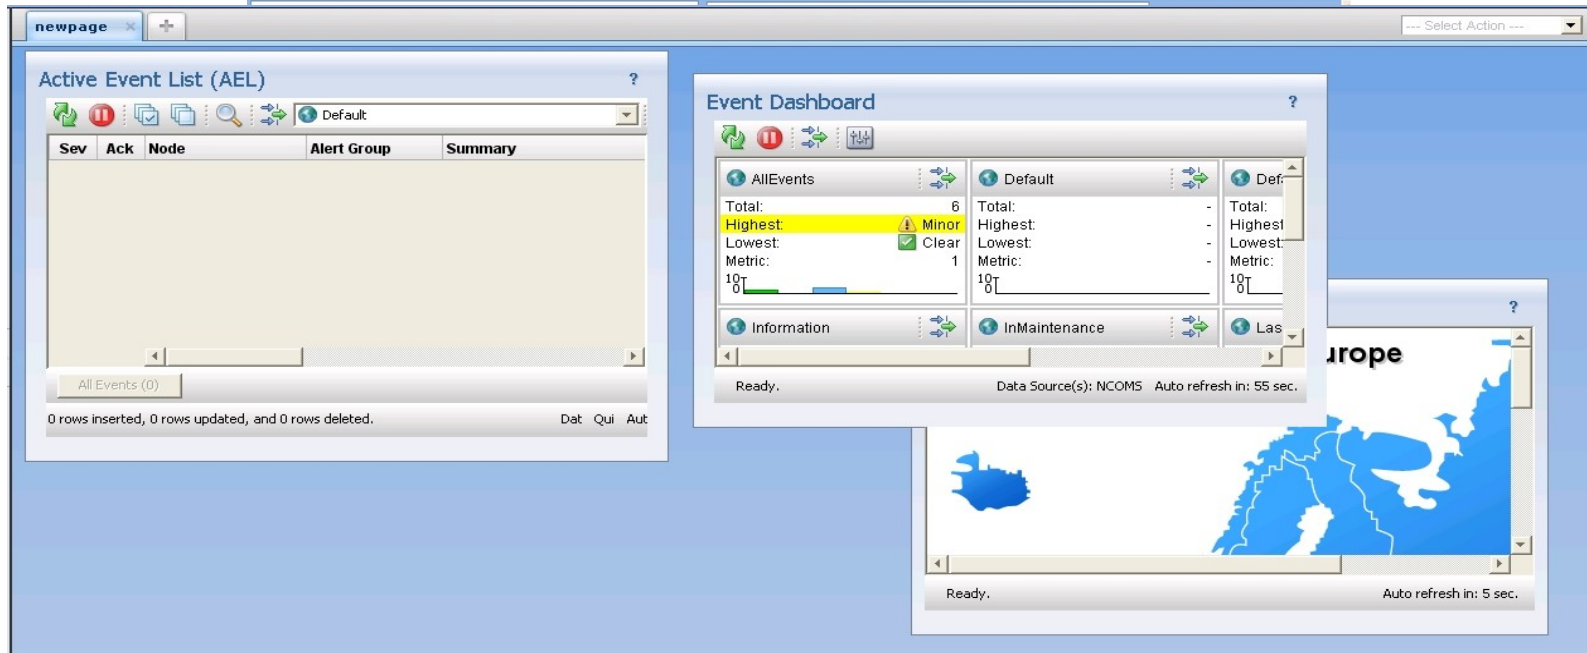 newpage
--- Select Action ---
Active Event List (AEL) ?
Default
Sev Ack Node Alert Group Summary
All Events (0)
0 rows inserted, 0 rows updated, and 0 rows deleted. Dat Qui Aut
Event Dashboard ?
AllEvents
Total: 6
Highest: Minor
Lowest: Clear
Metric: 1
10
0
Default
Total: -
Highest: -
Lowest: -
Metric: -
10
0
Def
Total:
Highest
Lowest:
Metric:
10
0
Information
InMaintenance
Las
Ready. Data Source(s): NCOMS Auto refresh in: 55 sec.
?
urope
Ready. Auto refresh in: 5 sec.